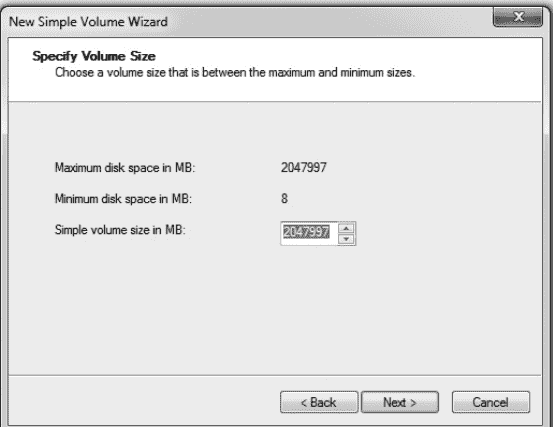 New Simple Volume Wizard
Specify Volume Size
Choose a volume size that is between the maximum and minimum sizes.
Maximum disk space in MB: 2047997
Minimum disk space in MB: 8
Simple volume size in MB: 2047997
< Back Next > Cancel